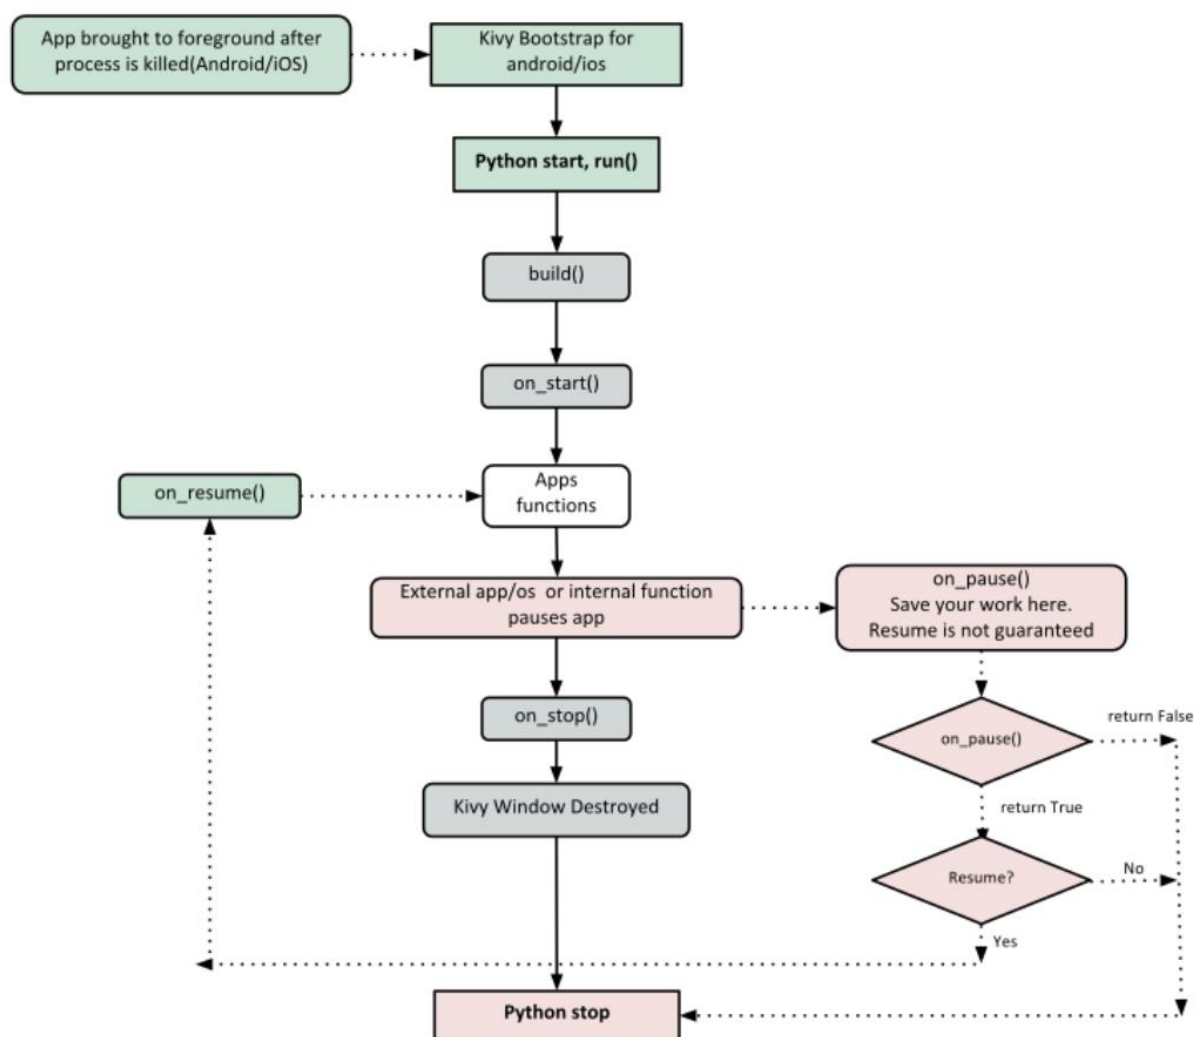 App brought to foreground after
process is killed(Android/iOS)
Kivy Bootstrap for
android/ios
Python start, run()
build()
on_start()
on_resume()
Apps
functions
External app/os or internal function
pauses app
on_pause()
Save your work here.
Resume is not guaranteed
on_stop()
on_pause()
return False
Kivy Window Destroyed
return True
Resume?
No
Yes
Python stop